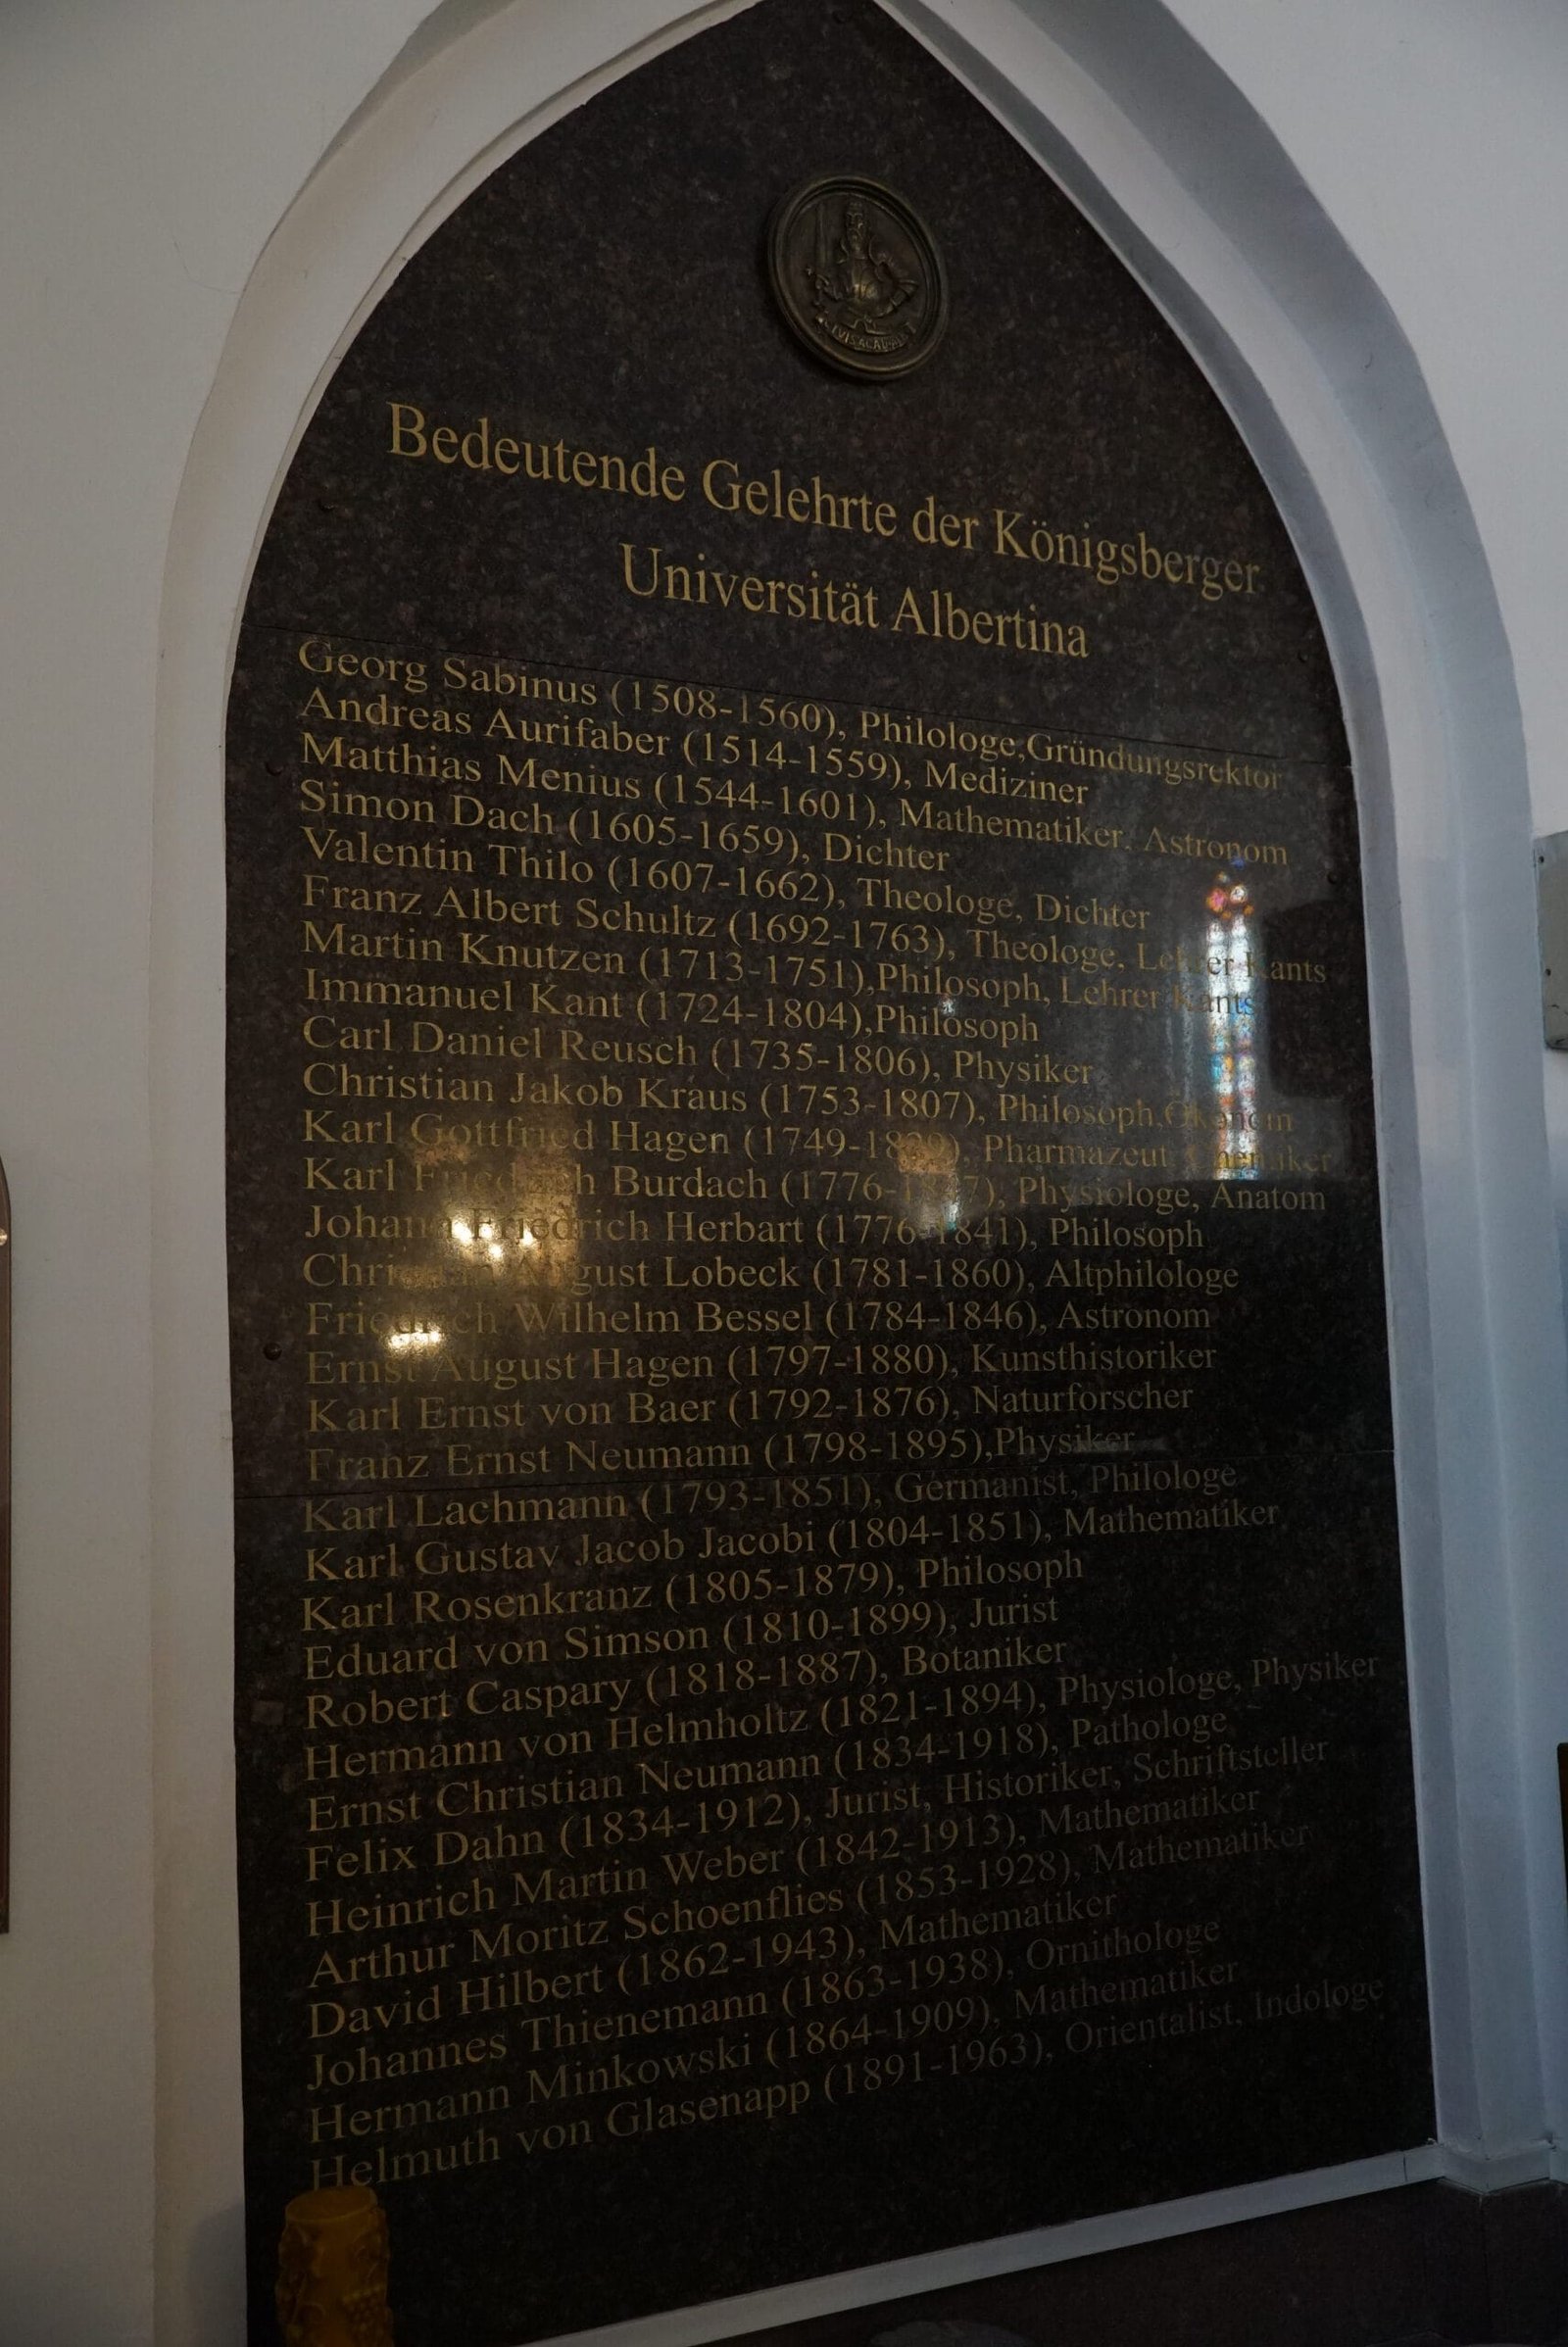 CIVIS ACAD
Bedeutende Gelehrte der Königsberger
Universität Albertina
Georg Sabinus (1508-1560), Philologe,Gründungsrektor
Andreas Aurifaber (1514-1559), Mediziner
Matthias Menius (1544-1601), Mathematiker, Astronom
Simon Dach (1605-1659), Dichter
Valentin Thilo (1607-1662), Theologe, Dichter
Franz Albert Schultz (1692-1763), Theologe, Lehrer Kants
Martin Knutzen (1713-1751),Philosoph, Lehrer Kants
Immanuel Kant (1724-1804),Philosoph
Carl Daniel Reusch (1735-1806), Physiker
Christian Jakob Kraus (1753-1807), Philosoph,Ökonom
Karl Gottfried Hagen (1749-1829), Pharmazeut, Chemiker
Karl Friedrich Burdach (1776-1847), Physiologe, Anatom
Johann Friedrich Herbart (1776-1841), Philosoph
Christian August Lobeck (1781-1860), Altphilologe
Friedrich Wilhelm Bessel (1784-1846), Astronom
Ernst August Hagen (1797-1880), Kunsthistoriker
Karl Ernst von Baer (1792-1876), Naturforscher
Franz Ernst Neumann (1798-1895),Physiker
Karl Lachmann (1793-1851), Germanist, Philologe
Karl Gustav Jacob Jacobi (1804-1851), Mathematiker
Karl Rosenkranz (1805-1879), Philosoph
Eduard von Simson (1810-1899), Jurist
Robert Caspary (1818-1887), Botaniker
Hermann von Helmholtz (1821-1894), Physiologe, Physiker
Ernst Christian Neumann (1834-1918), Pathologe
Felix Dahn (1834-1912), Jurist, Historiker, Schriftsteller
Heinrich Martin Weber (1842-1913), Mathematiker
Arthur Moritz Schoenflies (1853-1928), Mathematiker
David Hilbert (1862-1943), Mathematiker
Johannes Thienemann (1863-1938), Ornithologe
Hermann Minkowski (1864-1909), Mathematiker
Helmuth von Glasenapp (1891-1963), Orientalist, Indologe